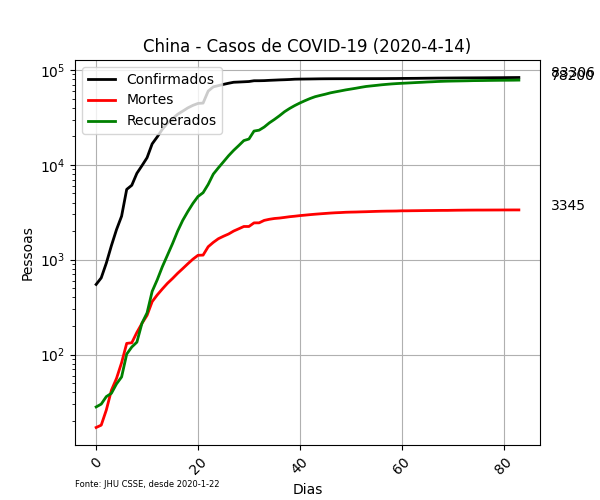 China - Casos de COVID-19 (2020-4-14)
Confirmados
Mortes
Recuperados
Pessoas
10^5
10^4
10^3
10^2
78200
3345
0 20 40 60 80
Dias
Fonte: JHU CSSE, desde 2020-1-22